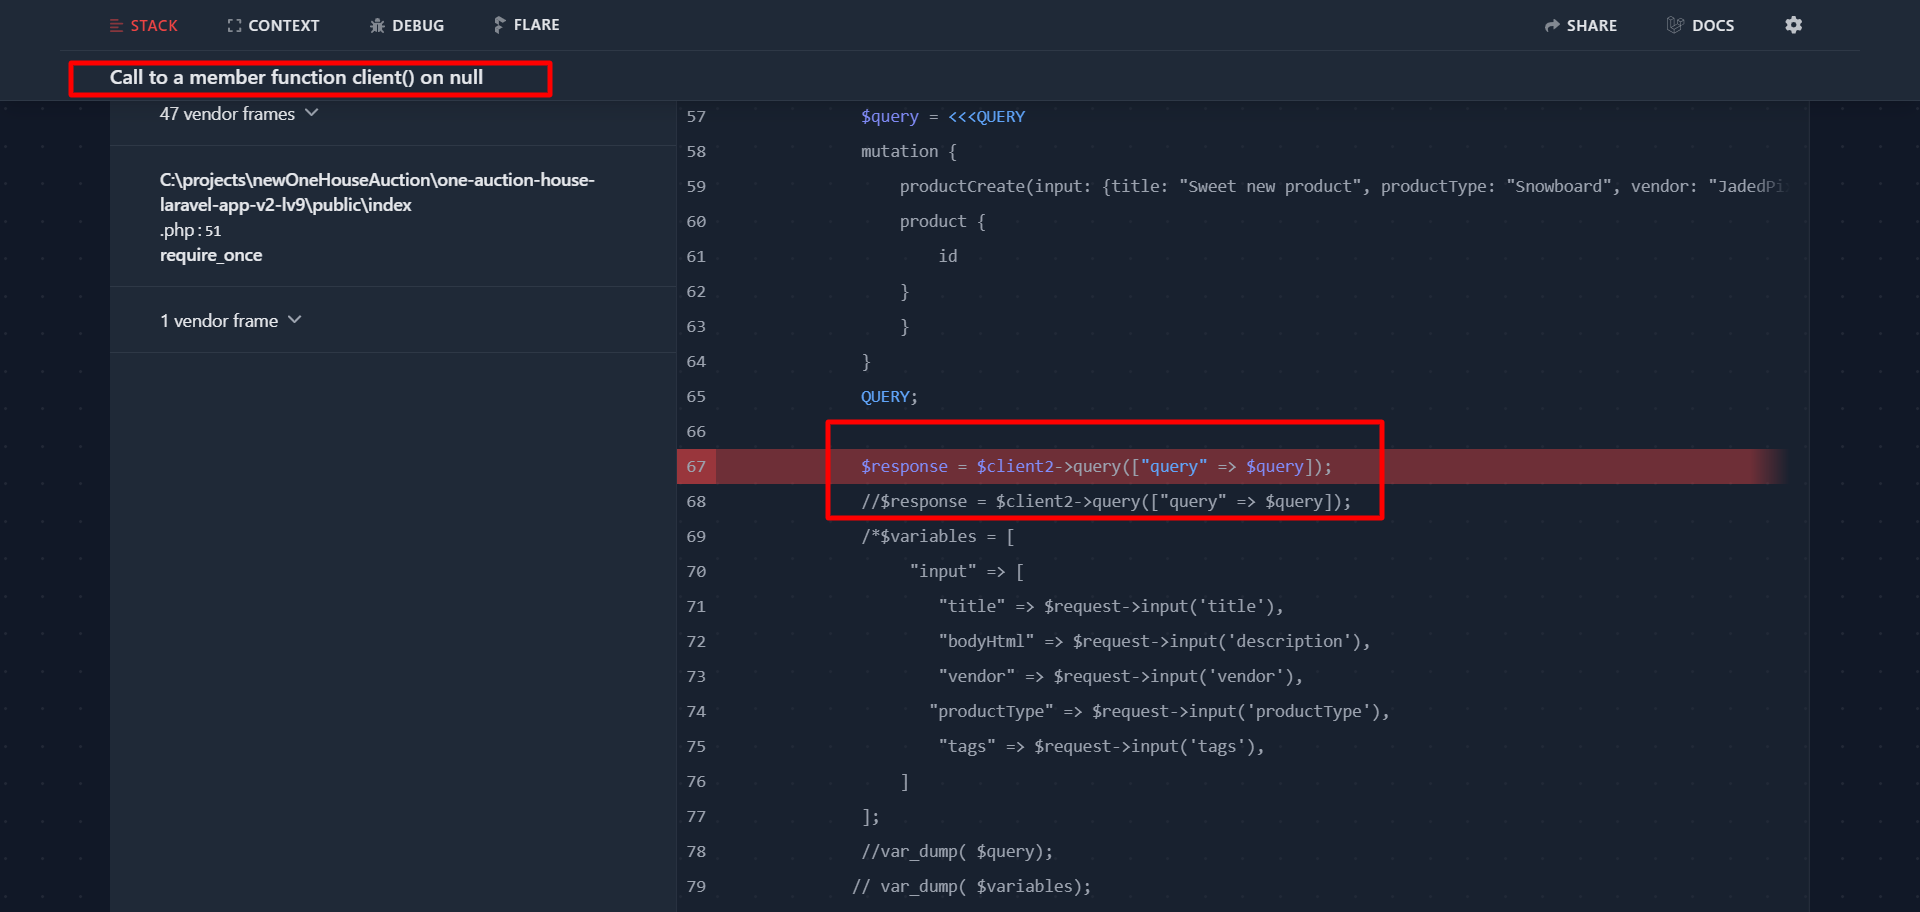 STACK CONTEXT DEBUG FLARE SHARE DOCS
Call to a member function client() on null
47 vendor frames
C:\projects\newOneHouseAuction\one-auction-house-
laravel-app-v2-lv9\public\index
.php : 51
require_once
1 vendor frame
57 $query = <<<QUERY
58 mutation {
59 productCreate(input: {title: "Sweet new product", productType: "Snowboard", vendor: "JadedPi
60 product {
61 id
62 }
63 }
64 }
65 QUERY;
66
67 $response = $client2->query(["query" => $query]);
68 //$response = $client2->query(["query" => $query]);
69 /*$variables = [
70 "input" => [
71 "title" => $request->input('title'),
72 "bodyHtml" => $request->input('description'),
73 "vendor" => $request->input('vendor'),
74 "productType" => $request->input('productType'),
75 "tags" => $request->input('tags'),
76 ]
77 ];
78 //var_dump( $query);
79 // var_dump( $variables);